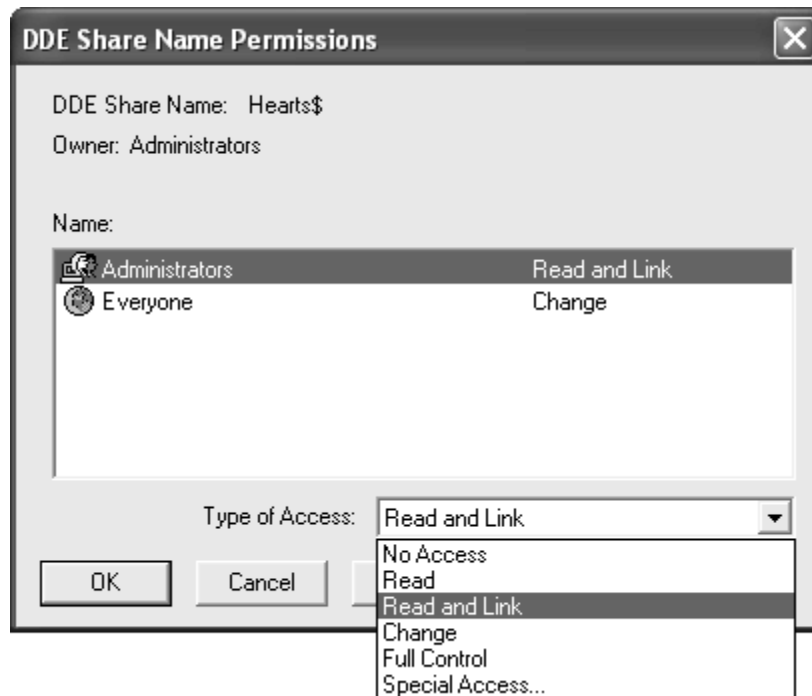 DDE Share Name Permissions
DDE Share Name: Hearts$
Owner: Administrators
Name:
Administrators Read and Link
Everyone Change
Type of Access: Read and Link
No Access
Read
Read and Link
Change
Full Control
Special Access...
OK Cancel